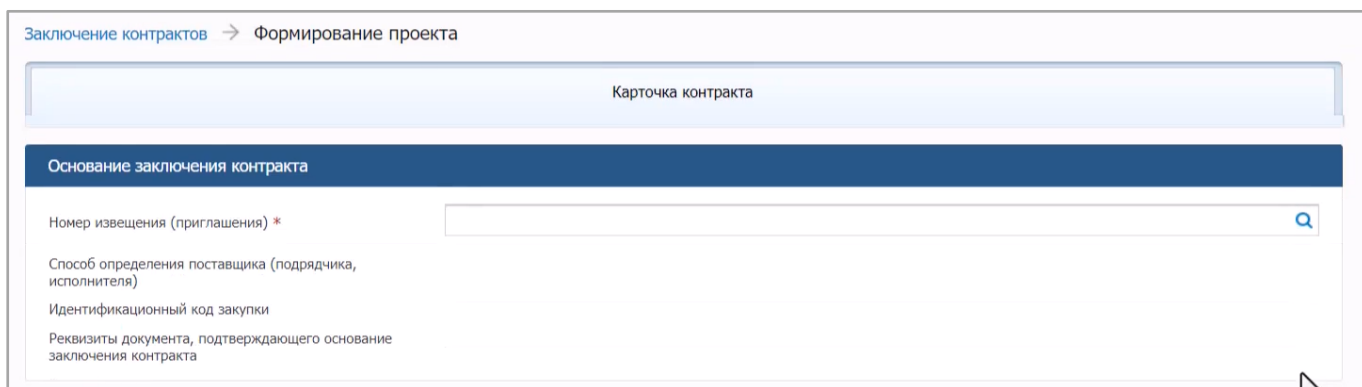 Заключение контрактов → Формирование проекта
Карточка контракта
Основание заключения контракта
Номер извещения (приглашения) *
Способ определения поставщика (подрядчика,
исполнителя)
Идентификационный код закупки
Реквизиты документа, подтверждающего основание
заключения контракта